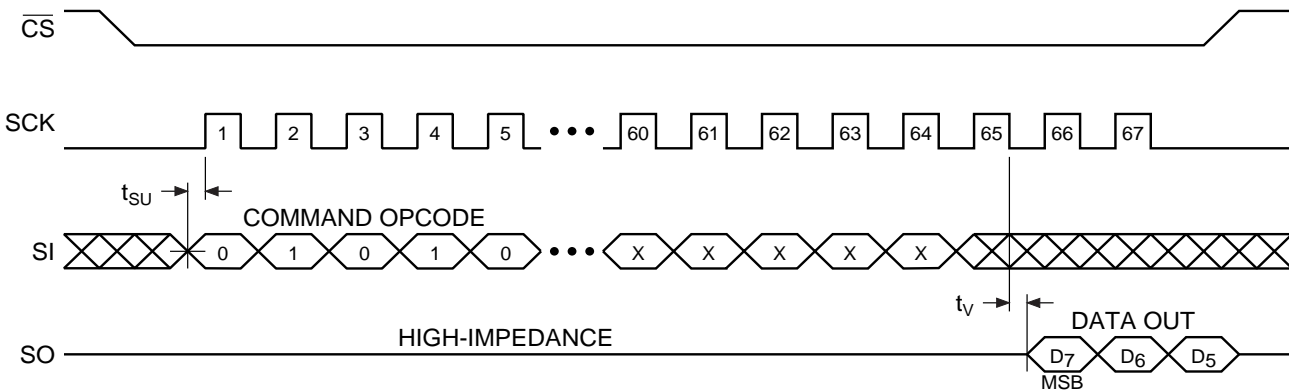 CS
SCK 1 2 3 4 5 ••• 60 61 62 63 64 65 66 67
tSU
COMMAND OPCODE
SI 0 1 0 1 0 ••• X X X X X
tV
HIGH-IMPEDANCE
DATA OUT
SO D7 D6 D5
MSB